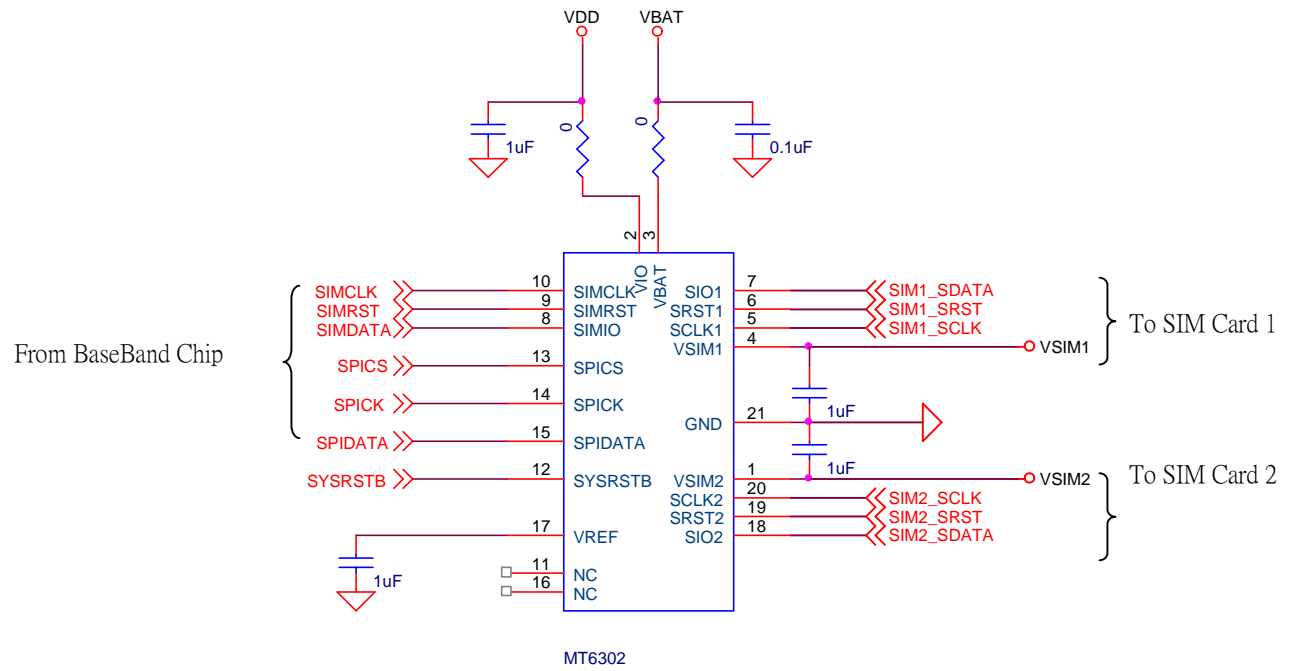 VDD VBAT
1uF 0 0 0.1uF
2 3
VIO VBAT
From BaseBand Chip
SIMCLK 10 SIMCLK
SIMRST 9 SIMRST
SIMDATA 8 SIMIO
SPICS 13 SPICS
SPICK 14 SPICK
SPIDATA 15 SPIDATA
SYSRSTB 12 SYSRSTB
17 VREF
1uF
11 NC
16 NC
SIO1 7 SIM1_SDATA
SRST1 6 SIM1_SRST
SCLK1 5 SIM1_SCLK
VSIM1 4 VSIM1
To SIM Card 1
1uF
GND 21
1uF
VSIM2 1 VSIM2
SCLK2 20 SIM2_SCLK
SRST2 19 SIM2_SRST
SIO2 18 SIM2_SDATA
To SIM Card 2
MT6302